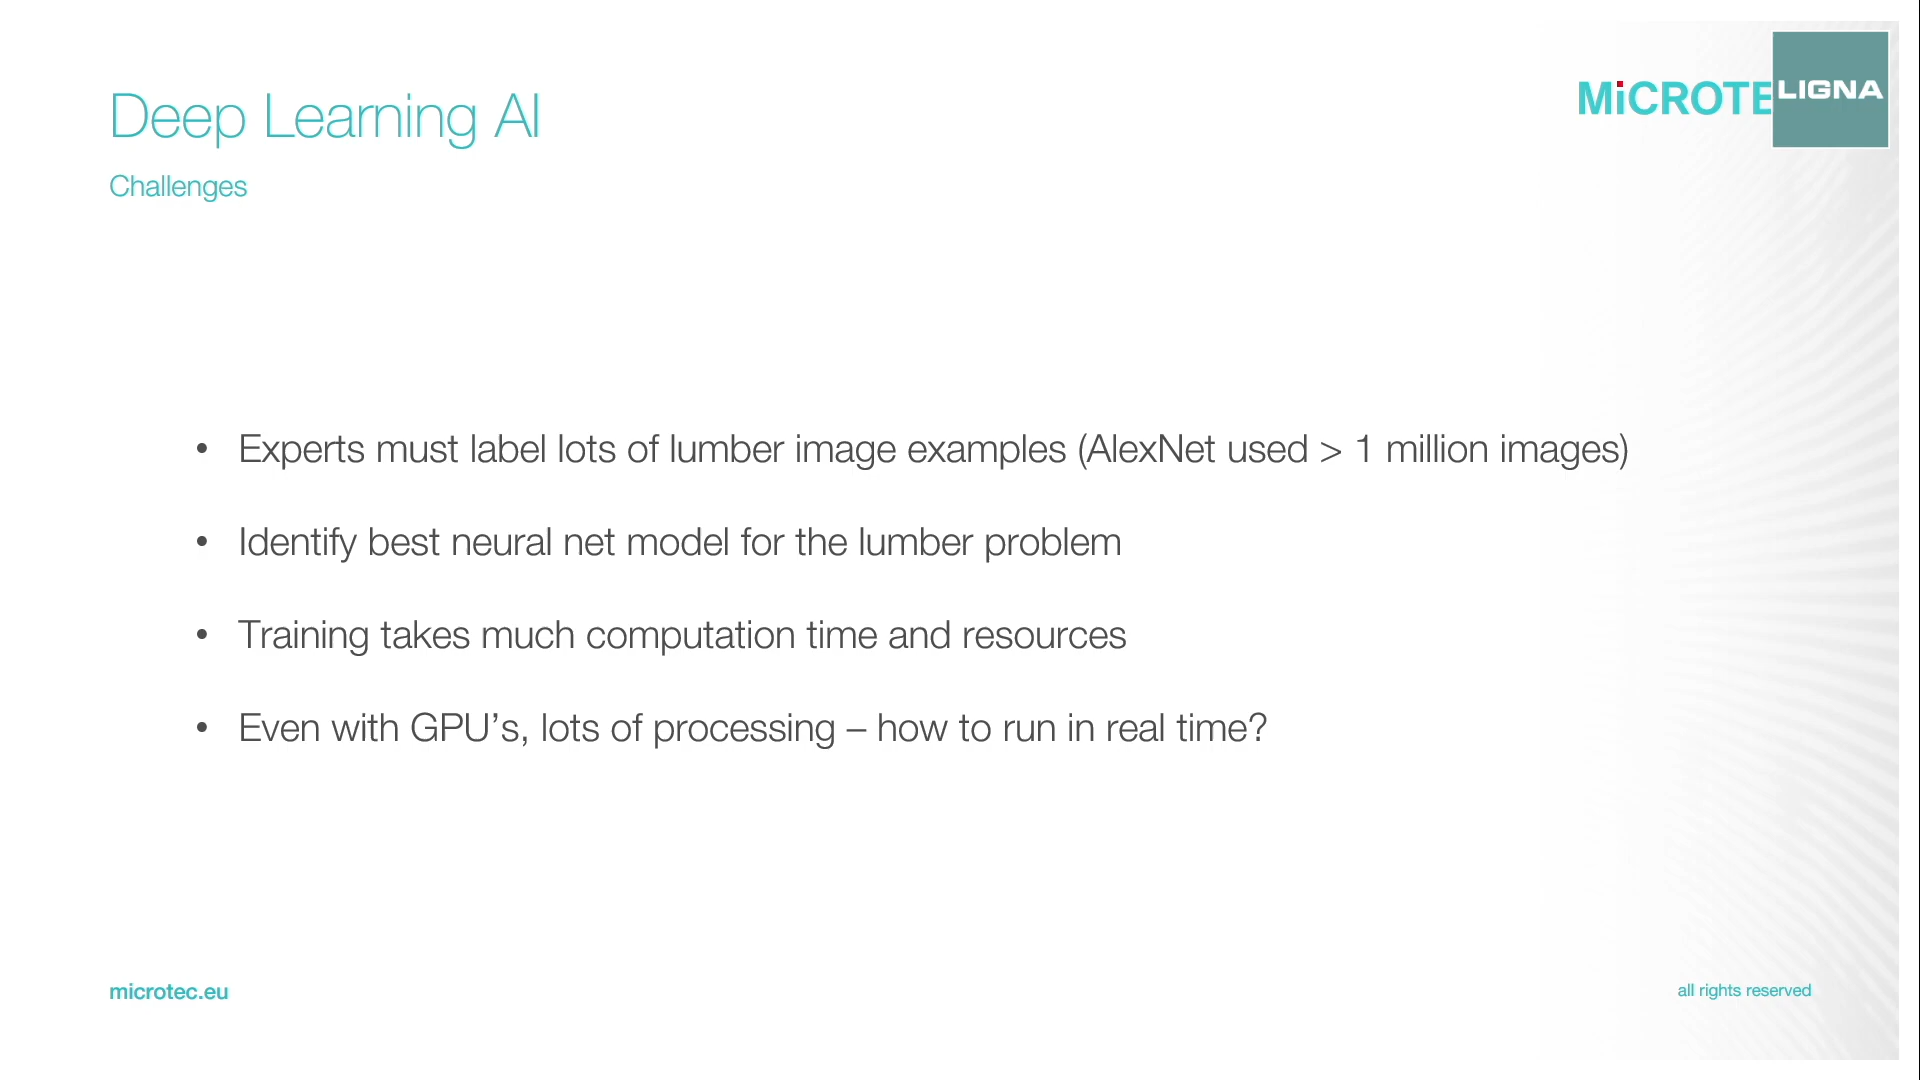 Deep Learning AI
Challenges
MiCROTE
LIGNA
• Experts must label lots of lumber image examples (AlexNet used > 1 million images)
• Identify best neural net model for the lumber problem
• Training takes much computation time and resources
• Even with GPU’s, lots of processing – how to run in real time?
microtec.eu
all rights reserved